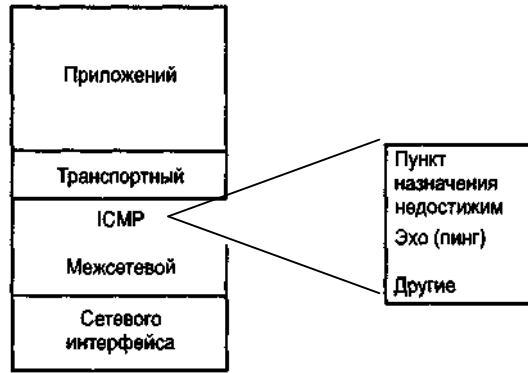 Приложений
Транспортный
ICMP
Межсетевой
Сетевого
интерфейса
Пункт
назначения
недостижим
Эхо (пинг)
Другие